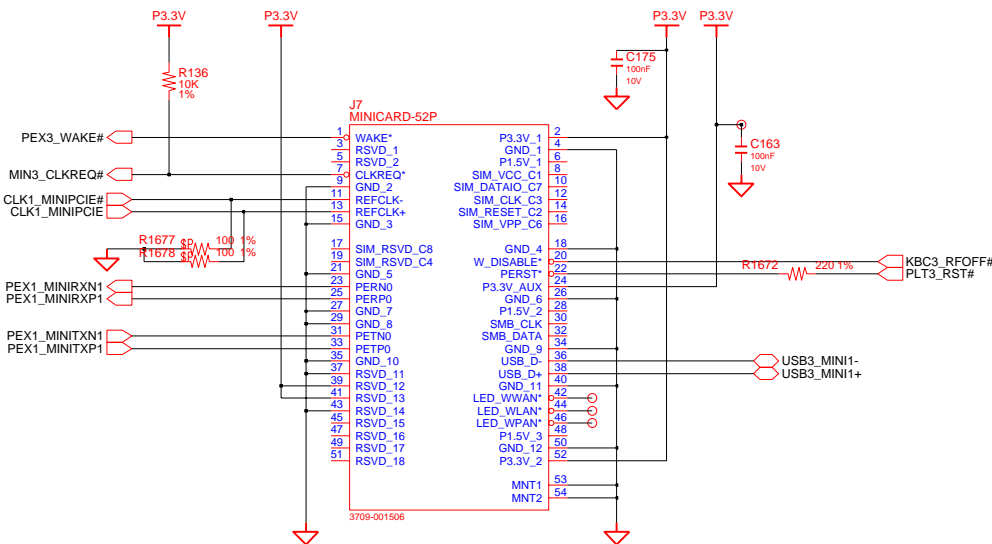 P3.3V
P3.3V
P3.3V
P3.3V
R136
10K
1%
C175
100nF
10V
C163
100nF
10V
J7
MINICARD-52P
PEX3_WAKE#
MIN3_CLKREQ#
CLK1_MINIPCIE#
CLK1_MINIPCIE
R1677 100 1%
R1678 100 1%
PEX1_MINIRXN1
PEX1_MINIRXP1
PEX1_MINITXN1
PEX1_MINITXP1
1 WAKE*
3 RSVD_1
5 RSVD_2
7 CLKREQ*
9 GND_2
11 REFCLK-
13 REFCLK+
15 GND_3
17 SIM_RSVD_C8
19 SIM_RSVD_C4
21 GND_5
23 PERN0
25 PERP0
27 GND_7
29 GND_8
31 PETN0
33 PETP0
35 GND_10
37 RSVD_11
39 RSVD_12
41 RSVD_13
43 RSVD_14
45 RSVD_15
47 RSVD_16
49 RSVD_17
51 RSVD_18
P3.3V_1 2
GND_1 4
P1.5V_1 6
SIM_VCC_C1 8
SIM_DATAIO_C7 10
SIM_CLK_C3 12
SIM_RESET_C2 14
SIM_VPP_C6 16
GND_4 18
W_DISABLE* 20
PERST* 22
P3.3V_AUX 24
GND_6 26
P1.5V_2 28
SMB_CLK 30
SMB_DATA 32
GND_9 34
USB_D- 36
USB_D+ 38
GND_11 40
LED_WWAN* 42
LED_WLAN* 44
LED_WPAN* 46
P1.5V_3 48
GND_12 50
P3.3V_2 52
MNT1 53
MNT2 54
3709-001506
KBC3_RFOFF#
R1672 220 1%
PLT3_RST#
USB3_MINI1-
USB3_MINI1+